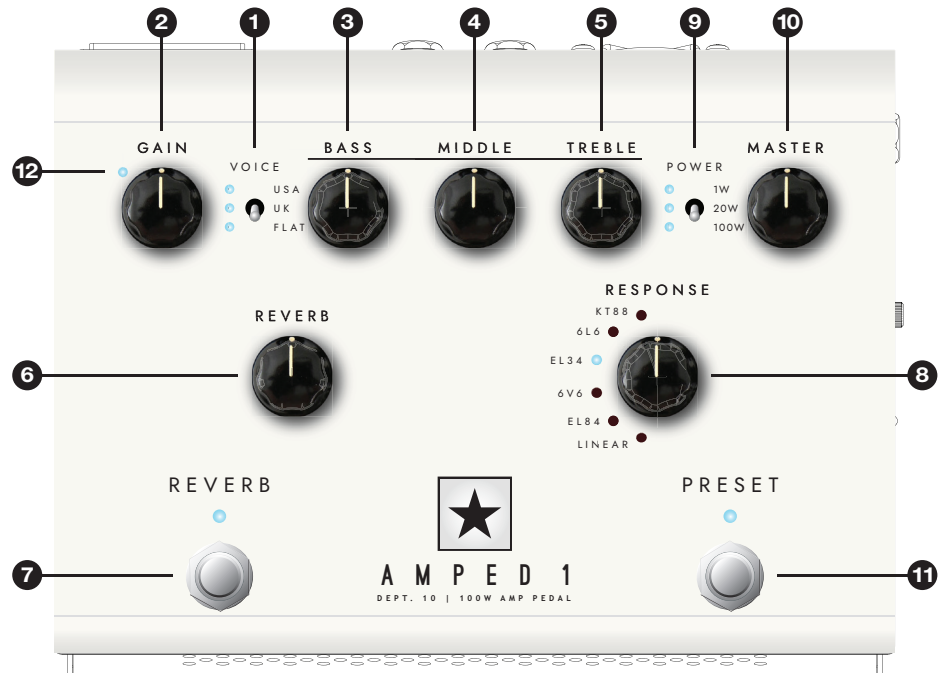 2 1 3 4 5 9 10
GAIN BASS MIDDLE TREBLE MASTER
VOICE POWER
12
USA 1W
UK 20W
FLAT 100W
RESPONSE
REVERB KT88
6L6
EL34
6 8
6V6
EL84
LINEAR
REVERB PRESET
7 11
AMPED 1
DEPT. 10 | 100W AMP PEDAL